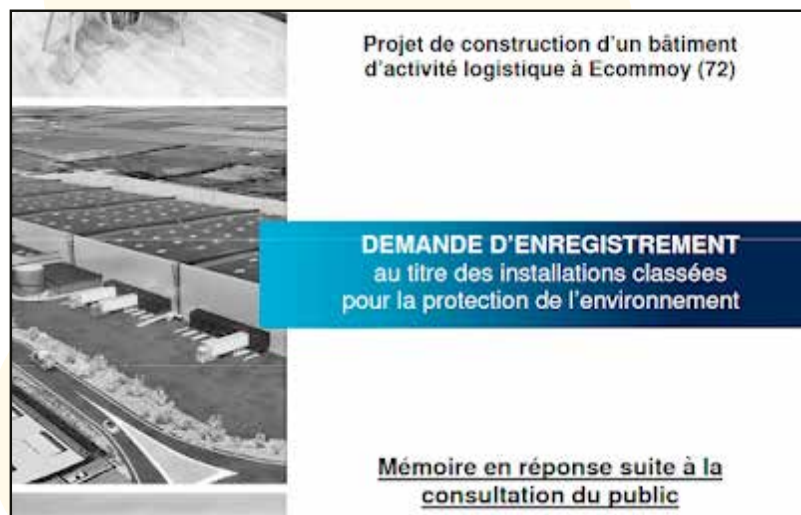 Projet de construction d'un bâtiment
d'activité logistique à Ecommoy (72)
DEMANDE D'ENREGISTREMENT
au titre des installations classées
pour la protection de l'environnement
Mémoire en réponse suite à la
consultation du public